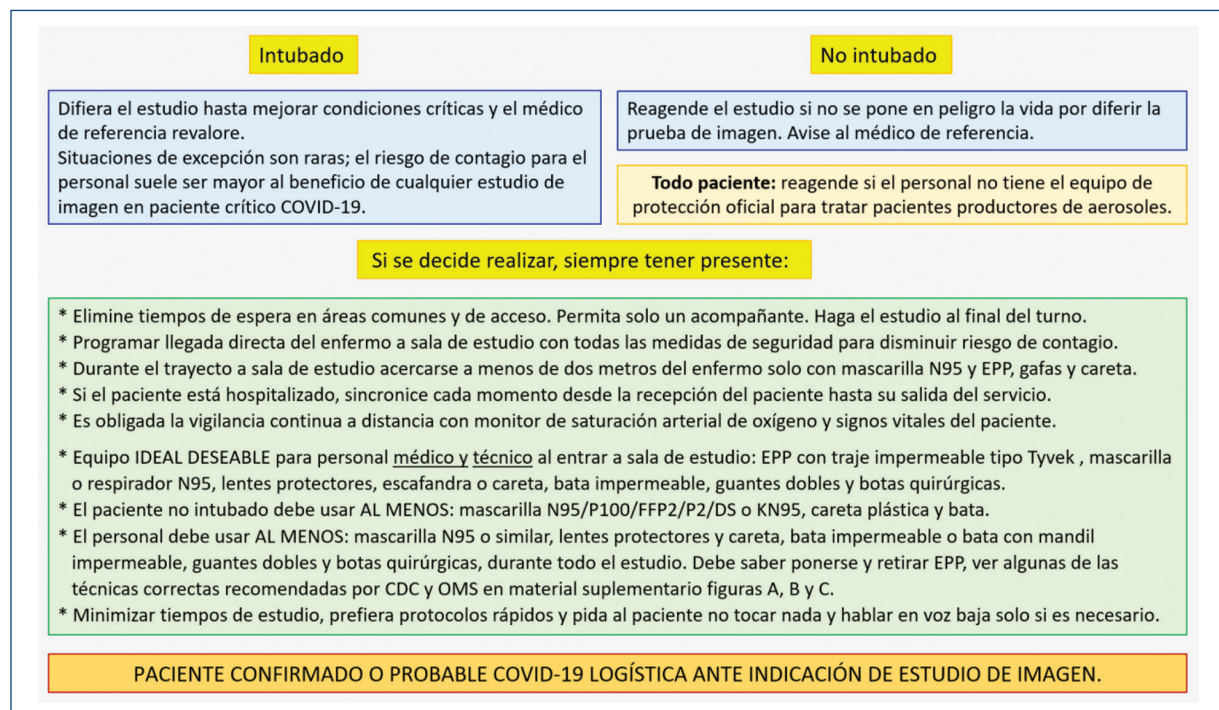 Intubado
No intubado
Difiera el estudio hasta mejorar condiciones críticas y el médico
de referencia revalore.
Situaciones de excepción son raras; el riesgo de contagio para el
personal suele ser mayor al beneficio de cualquier estudio de
imagen en paciente crítico COVID-19.
Reagende el estudio si no se pone en peligro la vida por diferir la
prueba de imagen. Avise al médico de referencia.
Todo paciente: reagende si el personal no tiene el equipo de
protección oficial para tratar pacientes productores de aerosoles.
Si se decide realizar, siempre tener presente:
* Elimine tiempos de espera en áreas comunes y de acceso. Permita solo un acompañante. Haga el estudio al final del turno.
* Programar llegada directa del enfermo a sala de estudio con todas las medidas de seguridad para disminuir riesgo de contagio.
* Durante el trayecto a sala de estudio acercarse a menos de dos metros del enfermo solo con mascarilla N95 y EPP, gafas y careta.
* Si el paciente está hospitalizado, sincronice cada momento desde la recepción del paciente hasta su salida del servicio.
* Es obligada la vigilancia continua a distancia con monitor de saturación arterial de oxígeno y signos vitales del paciente.
* Equipo IDEAL DESEABLE para personal médico y técnico al entrar a sala de estudio: EPP con traje impermeable tipo Tyvek , mascarilla
o respirador N95, lentes protectores, escafandra o careta, bata impermeable, guantes dobles y botas quirúrgicas.
* El paciente no intubado debe usar AL MENOS: mascarilla N95/P100/FFP2/P2/DS o KN95, careta plástica y bata.
* El personal debe usar AL MENOS: mascarilla N95 o similar, lentes protectores y careta, bata impermeable o bata con mandil
impermeable, guantes dobles y botas quirúrgicas, durante todo el estudio. Debe saber ponerse y retirar EPP, ver algunas de las
técnicas correctas recomendadas por CDC y OMS en material suplementario figuras A, B y C.
* Minimizar tiempos de estudio, prefiera protocolos rápidos y pida al paciente no tocar nada y hablar en voz baja solo si es necesario.
PACIENTE CONFIRMADO O PROBABLE COVID-19 LOGÍSTICA ANTE INDICACIÓN DE ESTUDIO DE IMAGEN.